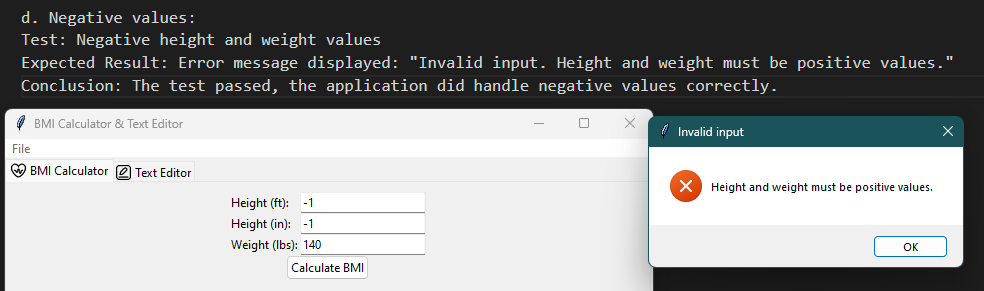 d. Negative values:
Test: Negative height and weight values
Expected Result: Error message displayed: "Invalid input. Height and weight must be positive values."
Conclusion: The test passed, the application did handle negative values correctly.
BMI Calculator & Text Editor
File
BMI Calculator Text Editor
Height (ft): -1
Height (in): -1
Weight (lbs): 140
Calculate BMI
Invalid input
Height and weight must be positive values.
OK